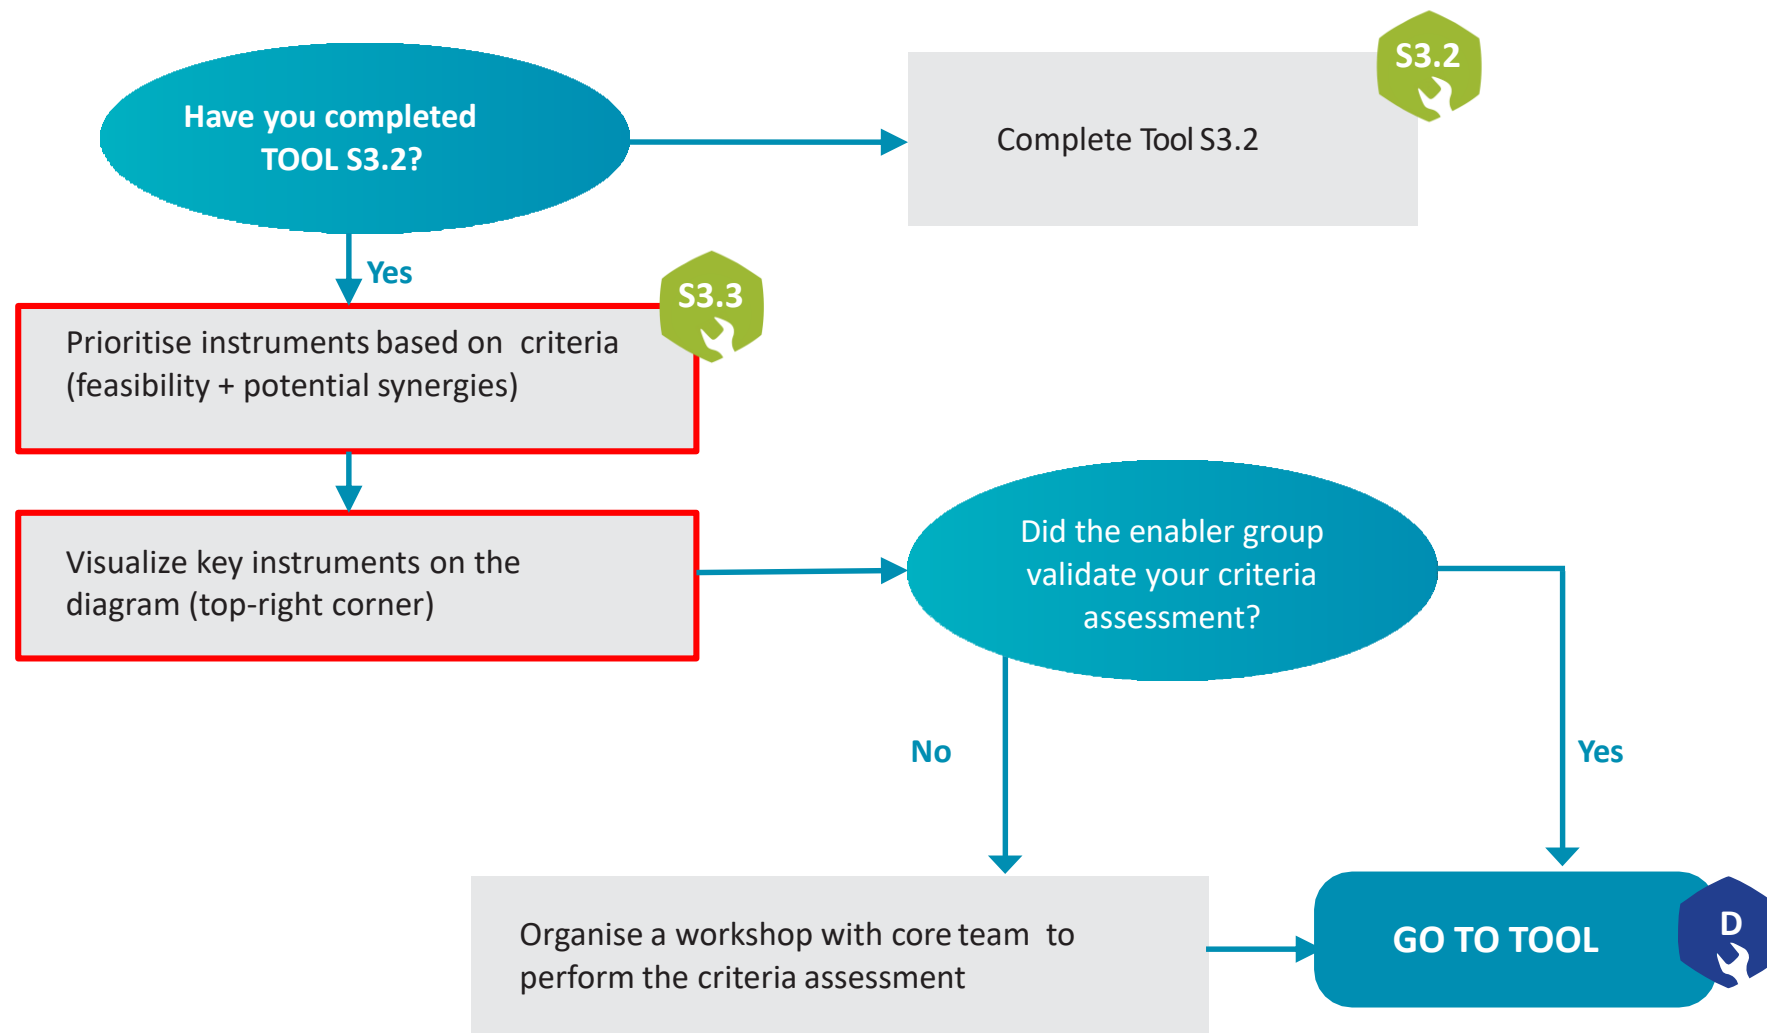 Have you completed
TOOL S3.2?
S3.2
Complete Tool S3.2
Yes
S3.3
Prioritise instruments based on criteria
(feasibility + potential synergies)
Visualize key instruments on the
diagram (top-right corner)
Did the enabler group
validate your criteria
assessment?
No
Yes
Organise a workshop with core team to
perform the criteria assessment
GO TO TOOL
D